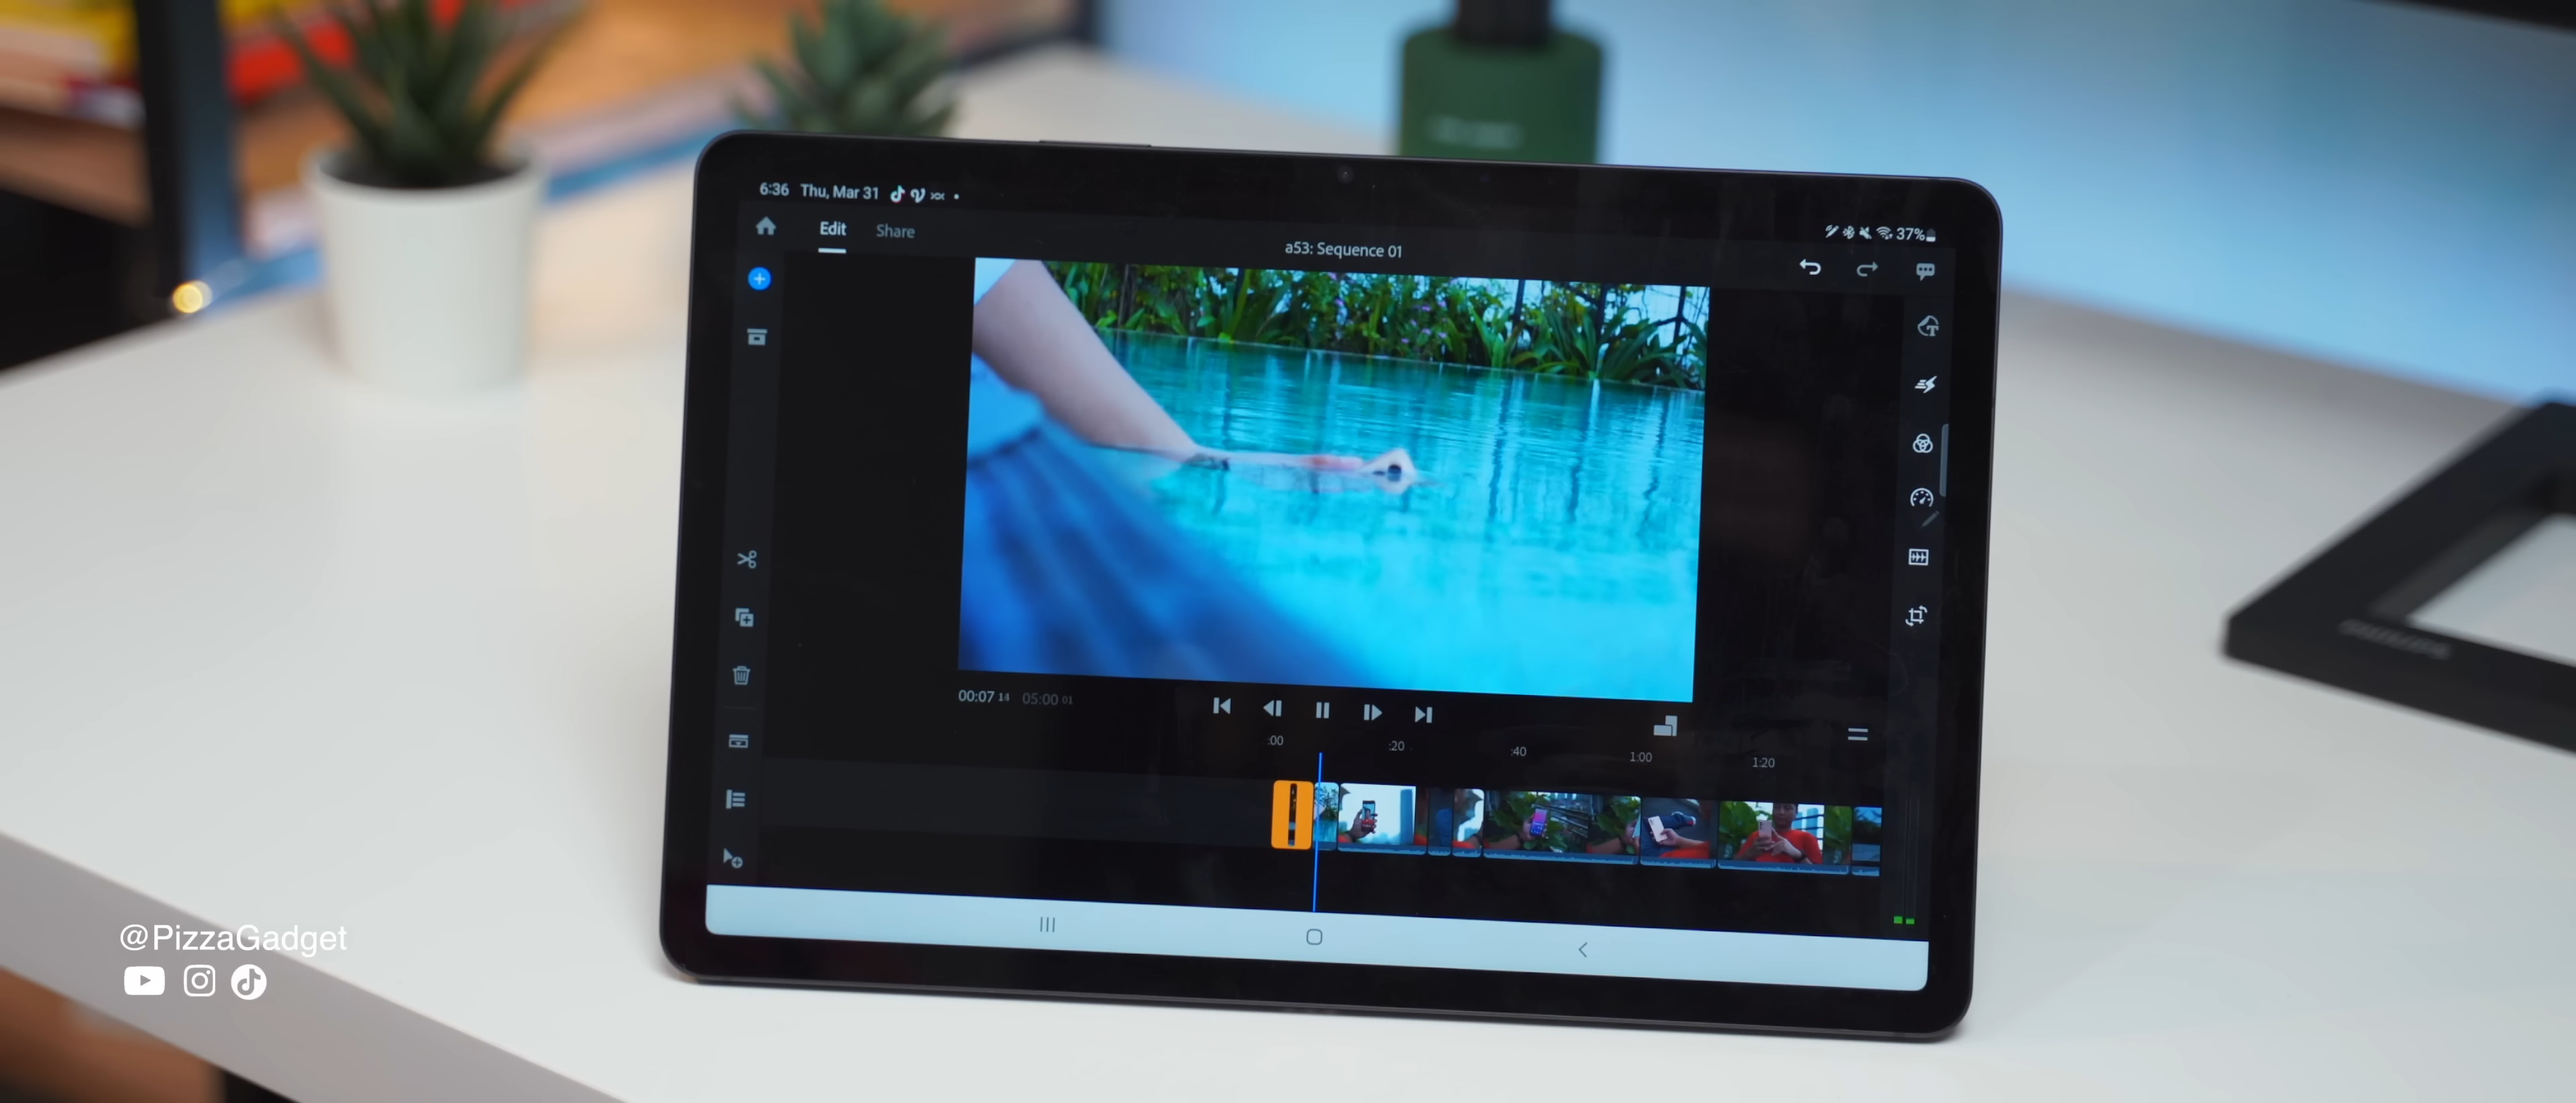 6:36 Thu, Mar 31
37%
Edit Share
a53: Sequence 01
00:07 14 05:00 01
:00 :20 :40 1:00 1:20
@PizzaGadget